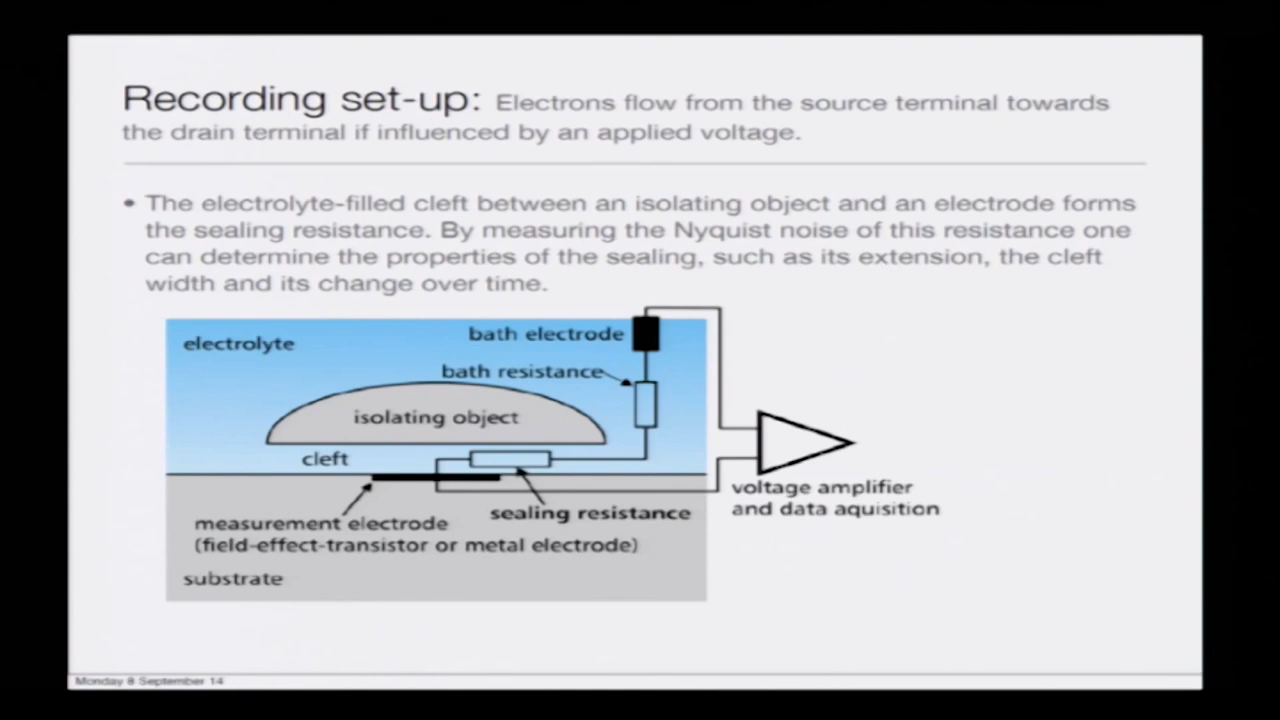 Recording set-up: Electrons flow from the source terminal towards
the drain terminal if influenced by an applied voltage.
• The electrolyte-filled cleft between an isolating object and an electrode forms
the sealing resistance. By measuring the Nyquist noise of this resistance one
can determine the properties of the sealing, such as its extension, the cleft
width and its change over time.
electrolyte
bath electrode
bath resistance
isolating object
cleft
voltage amplifier
and data aquisition
sealing resistance
measurement electrode
(field-effect-transistor or metal electrode)
substrate
Monday 8 September 14